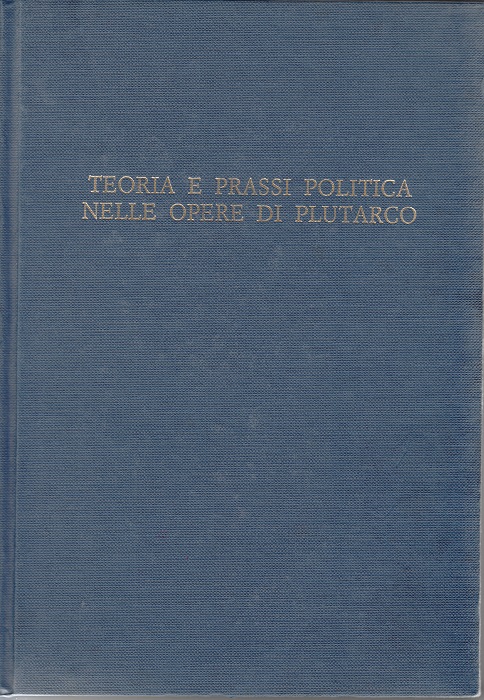 TEORIA E PRASSI POLITICA
NELLE OPERE DI PLUTARCO